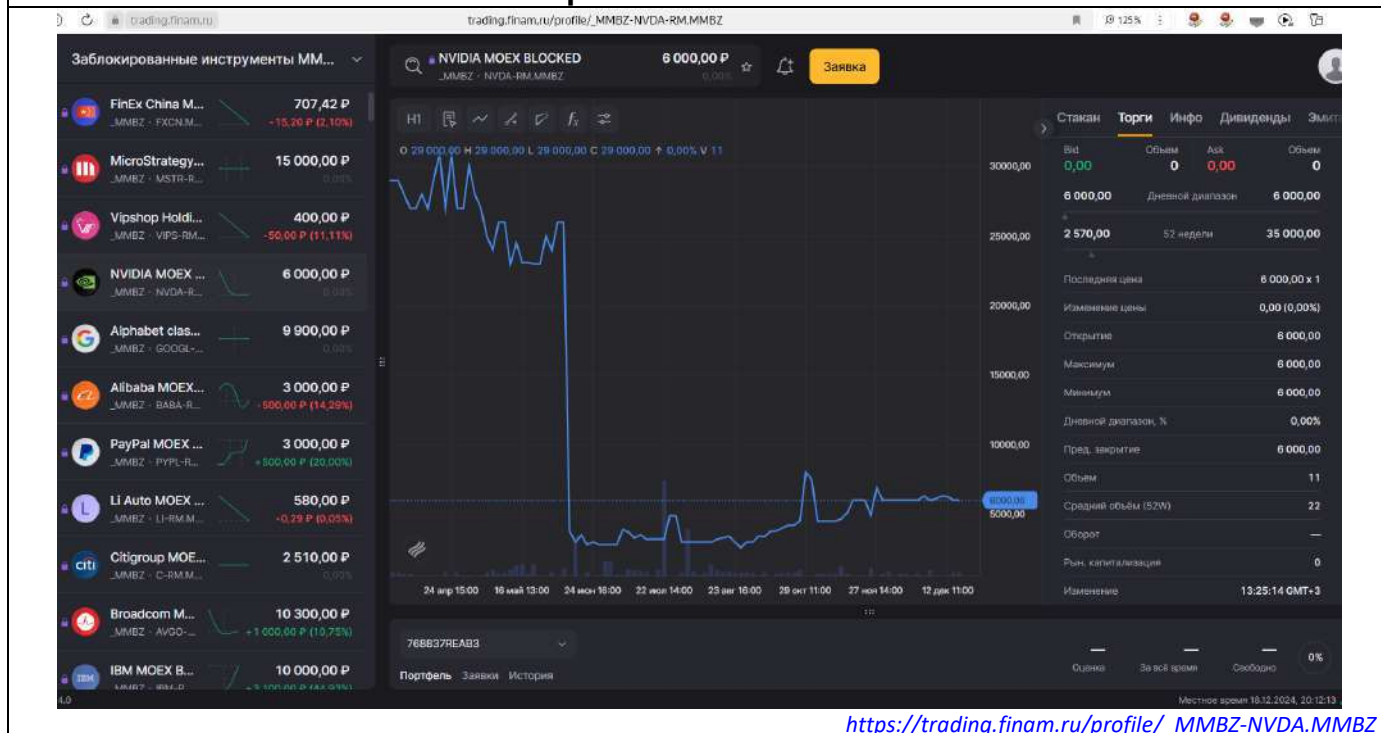 trading.finam.ru
trading.finam.ru/profile/_MMBZ-NVDA-RM.MMBZ
125%
Заблокированные инструменты ММ...
NVIDIA MOEX BLOCKED
_MMBZ · NVDA-RM.MMBZ
6 000,00 ₽
0,00%
Заявка
FinEx China M...
_MMBZ · FXCN.M...
707,42 ₽
-15,20 ₽ (2,10%)
MicroStrategy...
_MMBZ · MSTR-R...
15 000,00 ₽
0,00%
Vipshop Holdi...
_MMBZ · VIPS-RM...
400,00 ₽
-50,00 ₽ (11,11%)
NVIDIA MOEX ...
_MMBZ · NVDA-R...
6 000,00 ₽
0,00%
Alphabet clas...
_MMBZ · GOOGL-...
9 900,00 ₽
0,00%
Alibaba MOEX...
_MMBZ · BABA-R...
3 000,00 ₽
-500,00 ₽ (14,29%)
PayPal MOEX ...
_MMBZ · PYPL-R...
3 000,00 ₽
+500,00 ₽ (20,00%)
Li Auto MOEX ...
_MMBZ · LI-RM.M...
580,00 ₽
-0,29 ₽ (0,05%)
Citigroup MOE...
_MMBZ · C-RM.M...
2 510,00 ₽
0,00%
Broadcom M...
_MMBZ · AVGO-...
10 300,00 ₽
+1 000,00 ₽ (10,75%)
IBM MOEX B...
_MMBZ · IBM-R...
10 000,00 ₽
+3 100,00 ₽ (44,93%)
H1
O 29 000,00 H 29 000,00 L 29 000,00 C 29 000,00 ↑ 0,00% V 11
30000,00
25000,00
20000,00
15000,00
10000,00
6000,00
5000,00
24 апр 15:00 16 май 13:00 24 июн 16:00 22 июл 14:00 23 авг 16:00 29 окт 11:00 27 ноя 14:00 12 дек 11:00
Стакан Торги Инфо Дивиденды Эмит
Bid Объем Ask Объем
0,00 0 0,00 0
6 000,00 Дневной диапазон 6 000,00
2 570,00 52 недели 35 000,00
Последняя цена 6 000,00 x 1
Изменение цены 0,00 (0,00%)
Открытие 6 000,00
Максимум 6 000,00
Минимум 6 000,00
Дневной диапазон, % 0,00%
Пред. закрытие 6 000,00
Объем 11
Средний объём (52W) 22
Оборот —
Рын. капитализация 0
Изменение 13:25:14 GMT+3
768837REAB3
Портфель Заявки История
— — —
Оценка За всё время Свободно
0%
4.0
Местное время 18.12.2024, 20:12:13
https://trading.finam.ru/profile/_MMBZ-NVDA.MMBZ